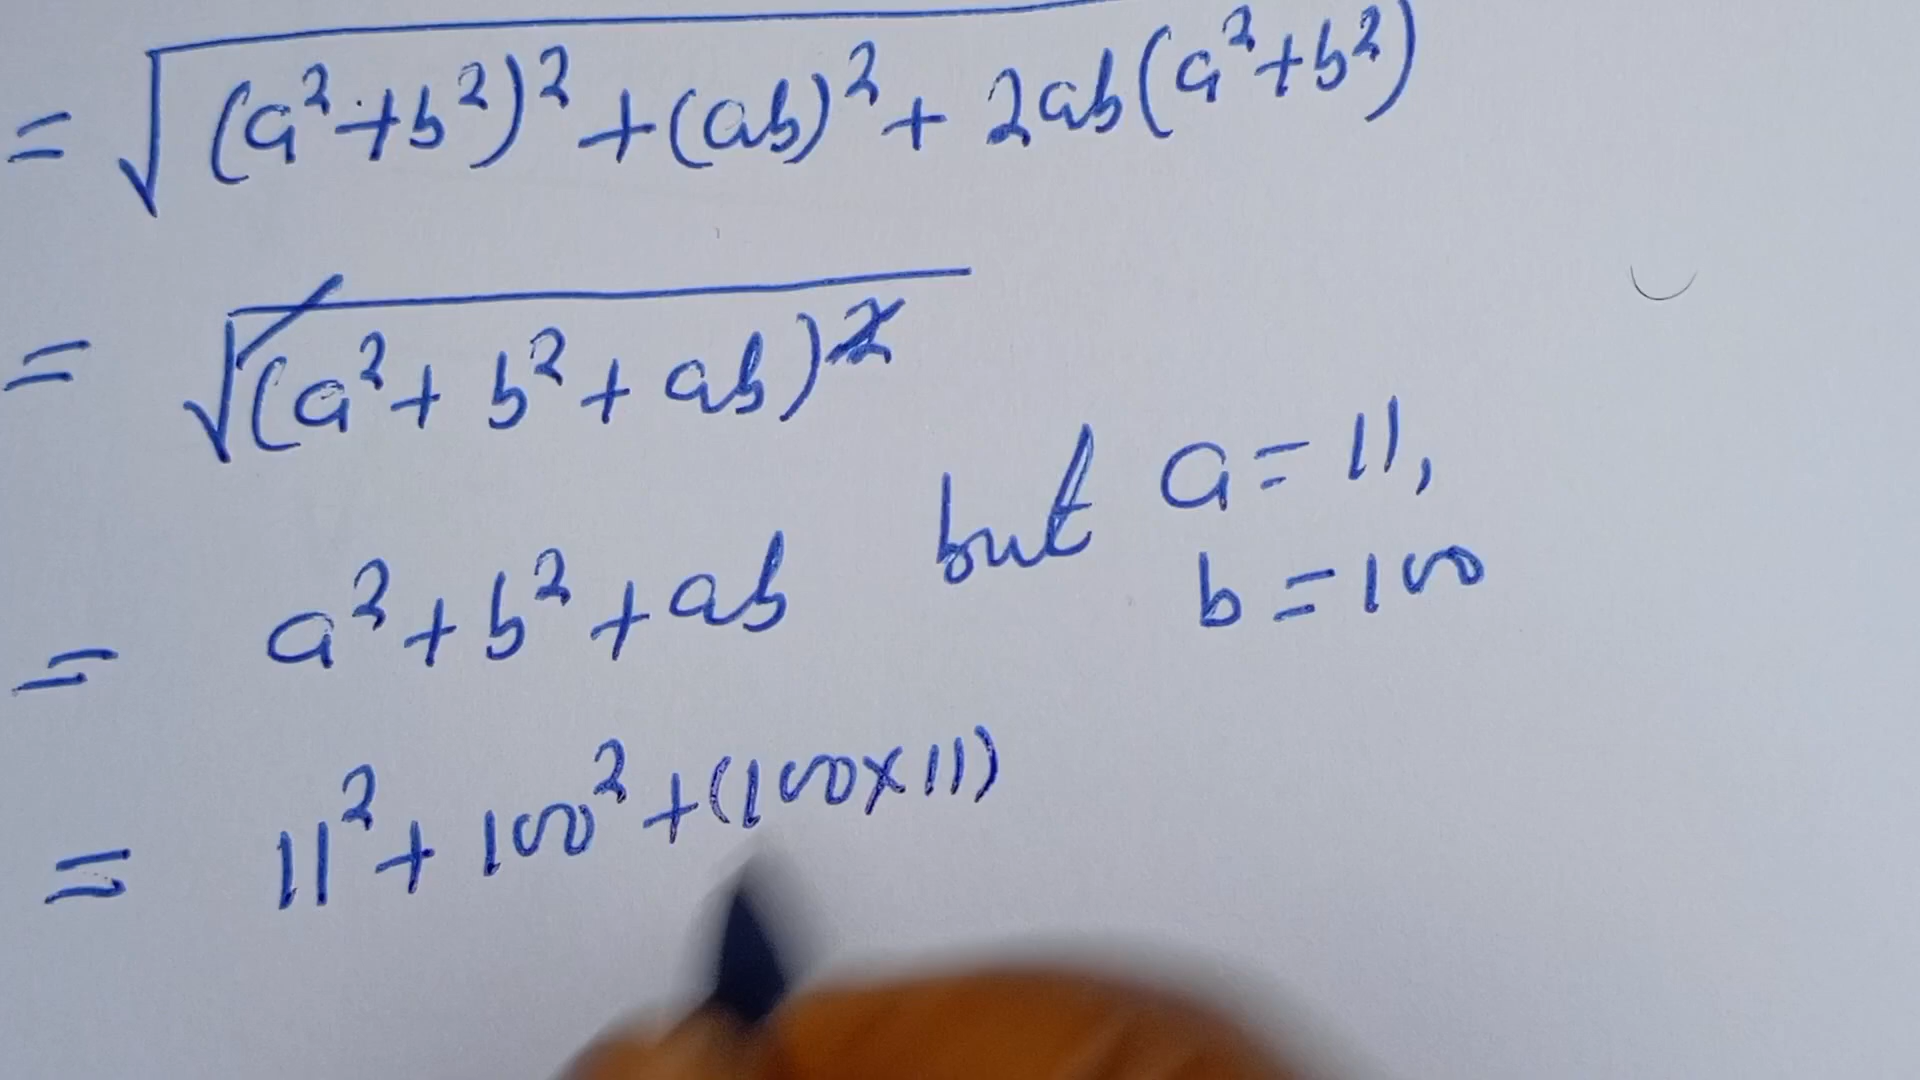 = √(a²+b²)²+(ab)²+ 2ab(a²+b²)
= √(a²+ b²+ ab)²
= a²+b²+ab but a = 11,
b = 100
= 11²+ 100²+(100×11)